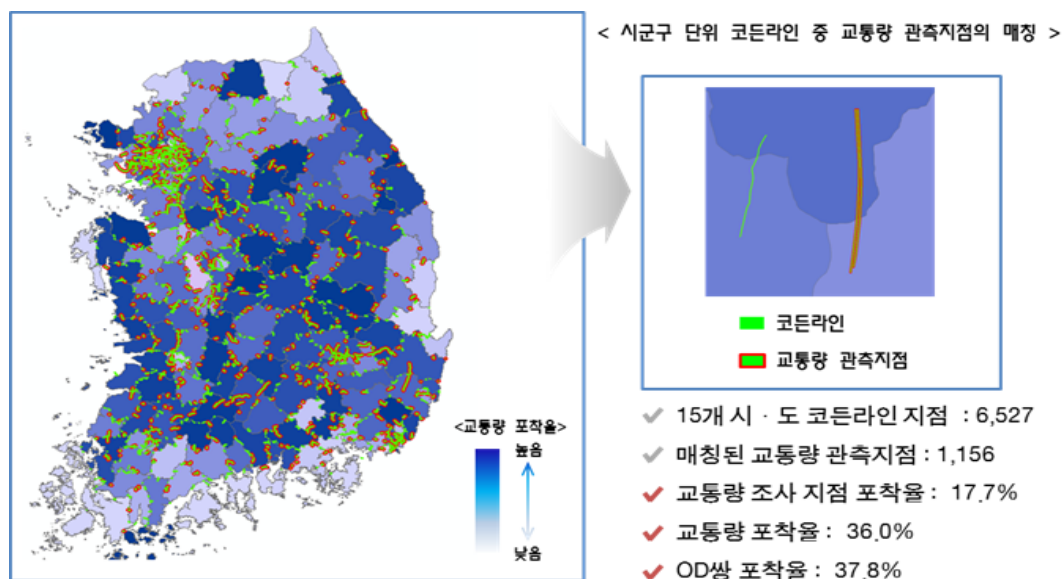 < 시군구 단위 코든라인 중 교통량 관측지점의 매칭 >
코든라인
교통량 관측지점
<교통량 포착율>
높음
낮음
15개 시 · 도 코든라인 지점 : 6,527
매칭된 교통량 관측지점 : 1,156
교통량 조사 지점 포착율 : 17.7%
교통량 포착율 : 36.0%
OD쌍 포착율 : 37.8%